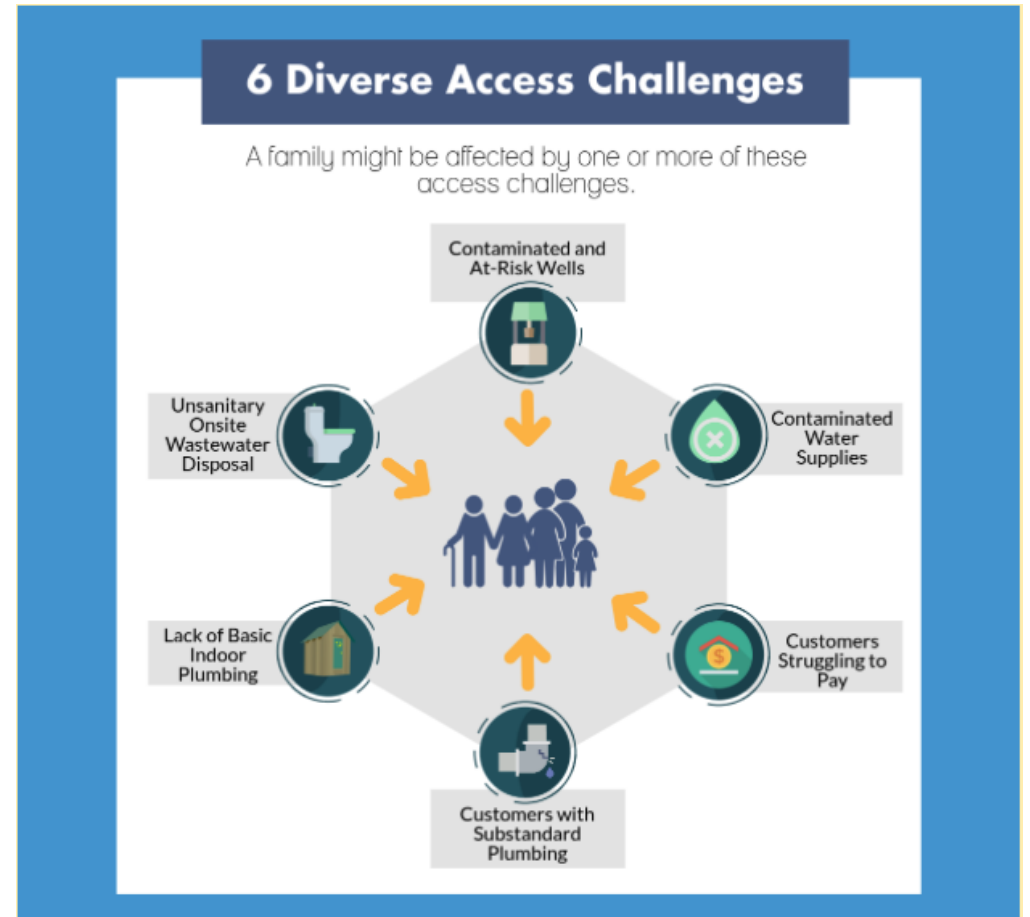 6 Diverse Access Challenges
A family might be affected by one or more of these
access challenges.
Contaminated and
At-Risk Wells
Unsanitary
Onsite
Wastewater
Disposal
Contaminated
Water
Supplies
Lack of Basic
Indoor
Plumbing
Customers
Struggling to
Pay
Customers with
Substandard
Plumbing
$